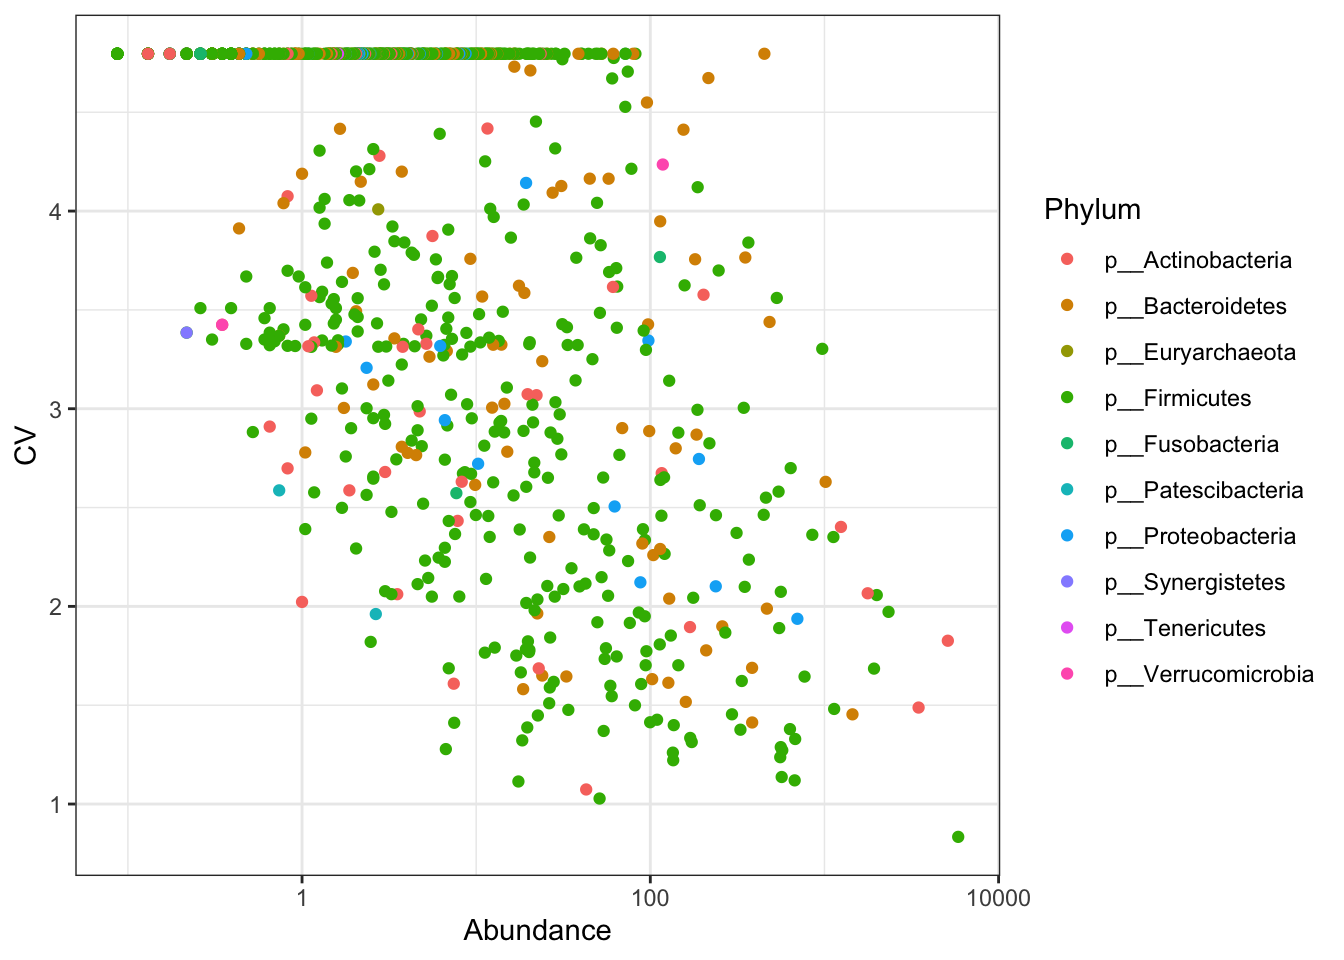 CV
4
3
2
1
1
100
10000
Abundance
Phylum
p__Actinobacteria
p__Bacteroidetes
p__Euryarchaeota
p__Firmicutes
p__Fusobacteria
p__Patescibacteria
p__Proteobacteria
p__Synergistetes
p__Tenericutes
p__Verrucomicrobia